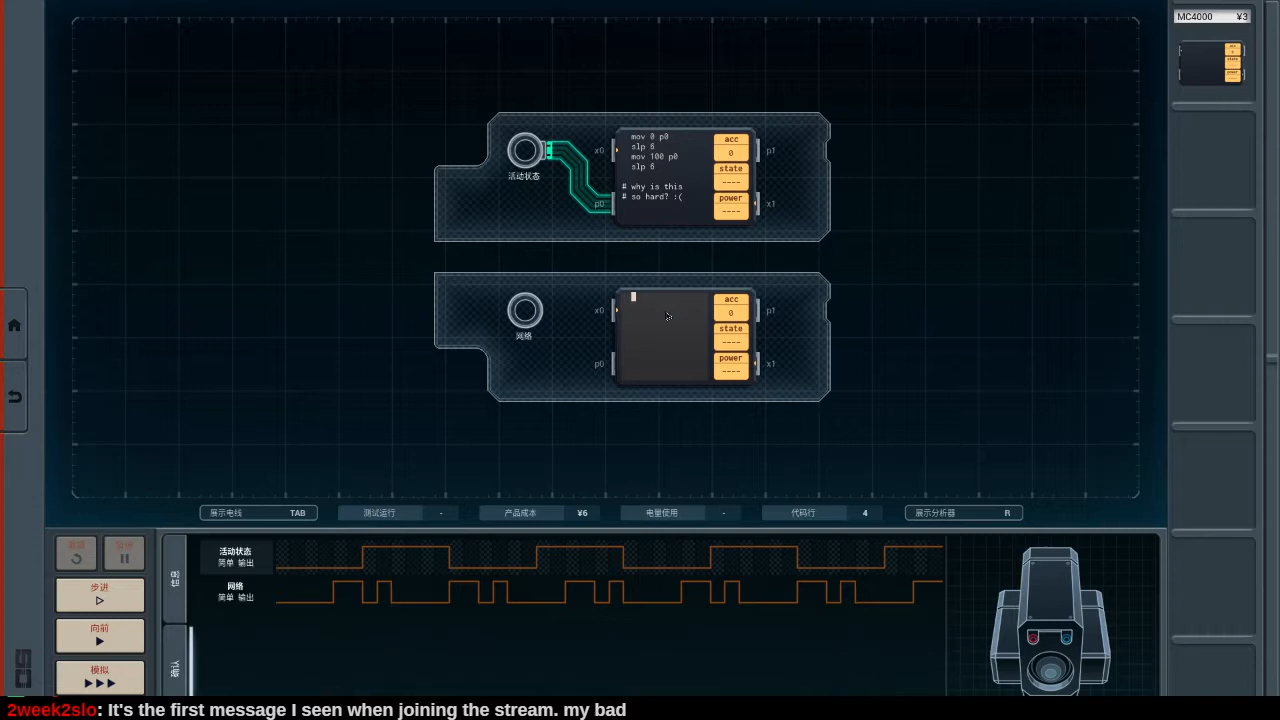 MC4000 ¥3
acc
0
state
----
power
----
mov 0 p0
slp 6
mov 100 p0
slp 6
# why is this
# so hard? :(
acc
0
state
----
power
----
x0
p0
p1
x1
活动状态
acc
0
state
----
power
----
x0
p0
p1
x1
网络
展示电线 TAB
测试运行 -
产品成本 ¥6
电量使用 -
代码行 4
展示分析器 R
步进
向前
模拟
活动状态
简单 输出
网络
简单 输出
2week2slo: It's the first message I seen when joining the stream. my bad